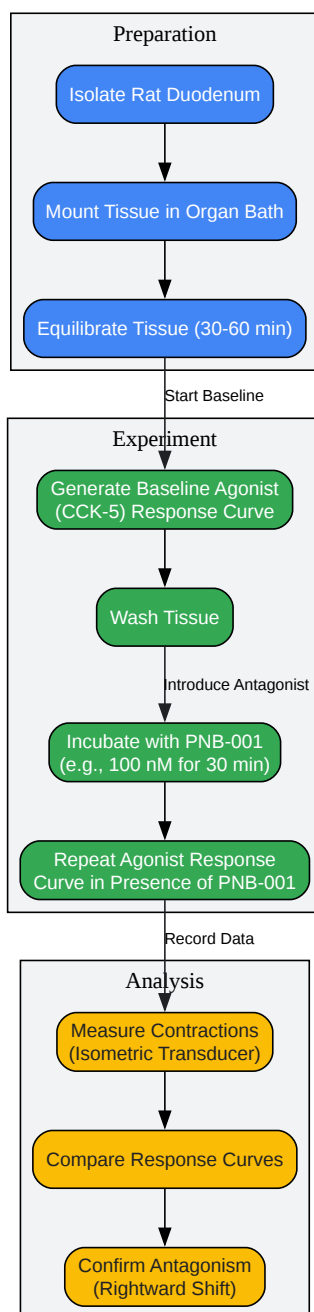 Preparation
Isolate Rat Duodenum
Mount Tissue in Organ Bath
Equilibrate Tissue (30-60 min)
Start Baseline
Experiment
Generate Baseline Agonist
(CCK-5) Response Curve
Wash Tissue
Introduce Antagonist
Incubate with PNB-001
(e.g., 100 nM for 30 min)
Repeat Agonist Response
Curve in Presence of PNB-001
Record Data
Analysis
Measure Contractions
(Isometric Transducer)
Compare Response Curves
Confirm Antagonism
(Rightward Shift)